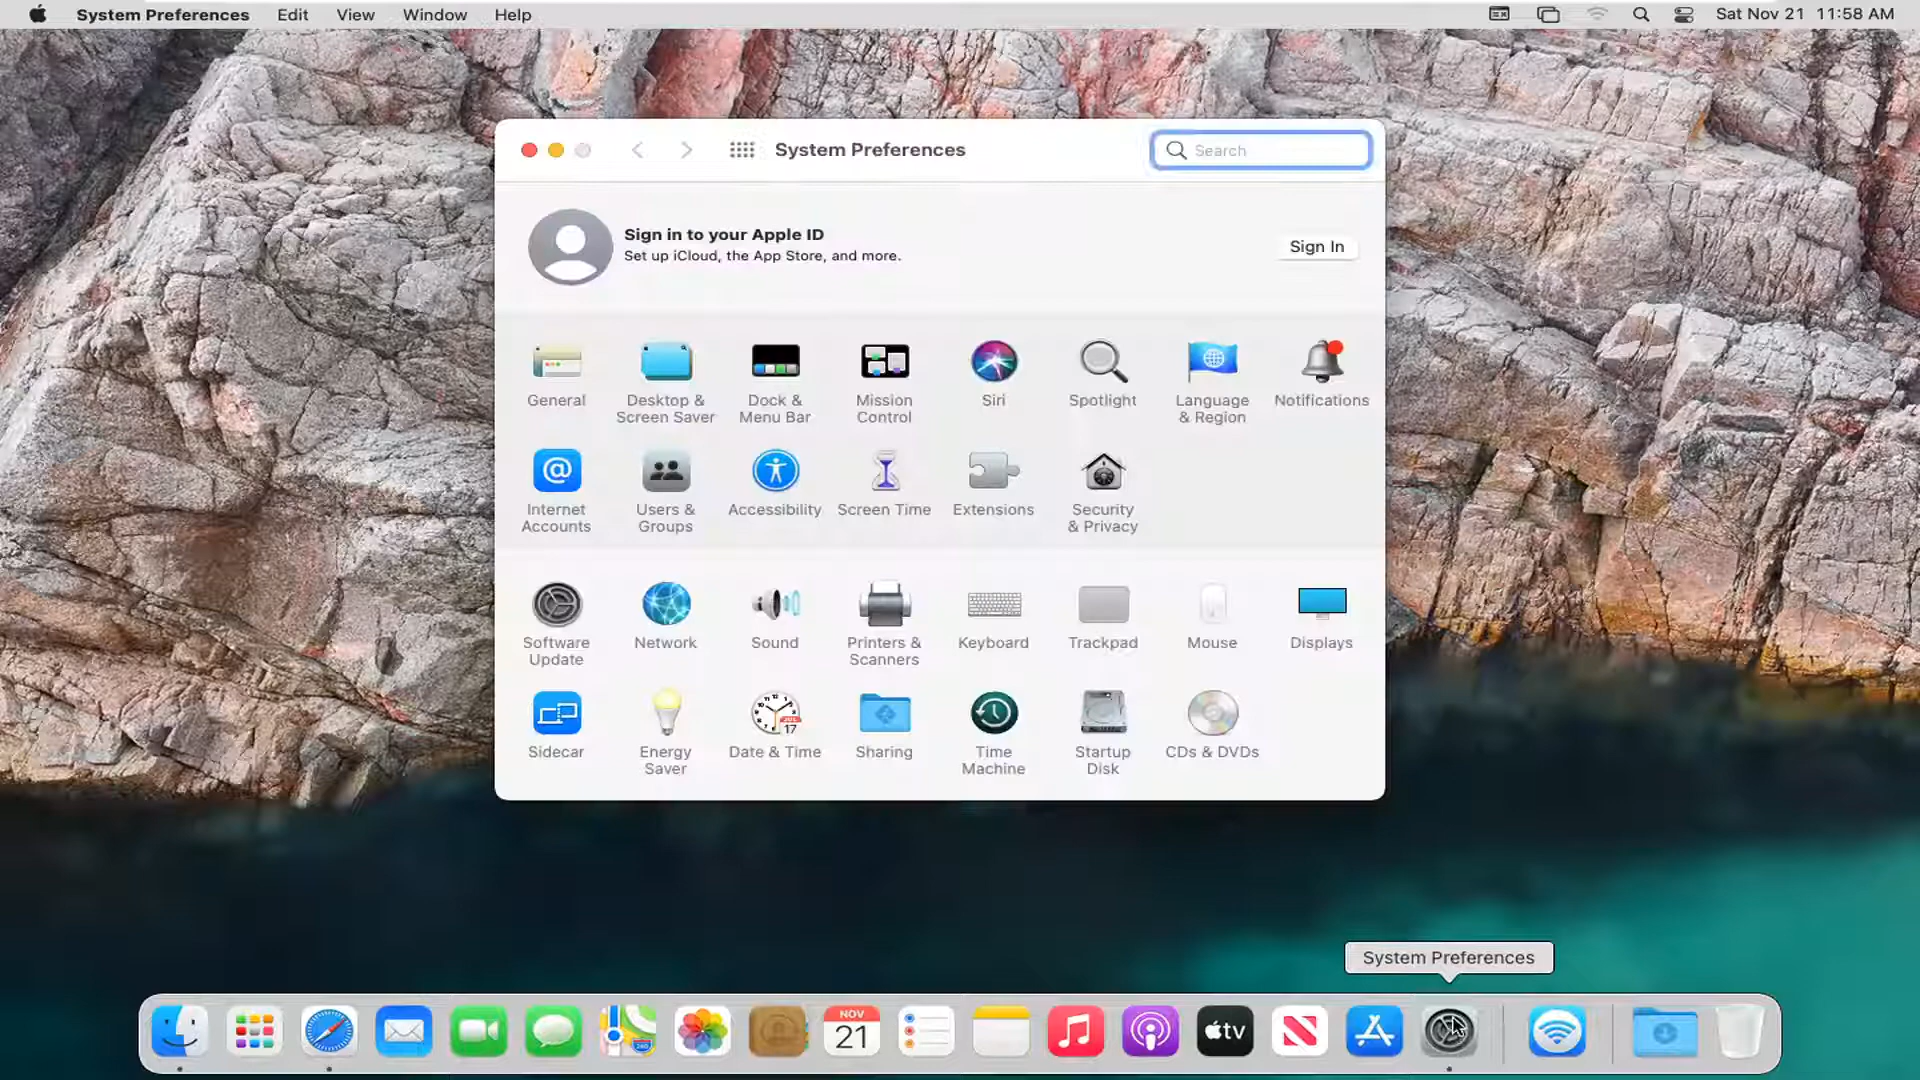 System Preferences Edit View Window Help Sat Nov 21 11:58 AM
System Preferences Search
Sign in to your Apple ID
Set up iCloud, the App Store, and more.
Sign In
General
Desktop &
Screen Saver
Dock &
Menu Bar
Mission
Control
Siri
Spotlight
Language
& Region
Notifications
Internet
Accounts
Users &
Groups
Accessibility
Screen Time
Extensions
Security
& Privacy
Software
Update
Network
Sound
Printers &
Scanners
Keyboard
Trackpad
Mouse
Displays
Sidecar
Energy
Saver
JUL
17
Date & Time
Sharing
Time
Machine
Startup
Disk
CDs & DVDs
System Preferences
NOV
21
tv